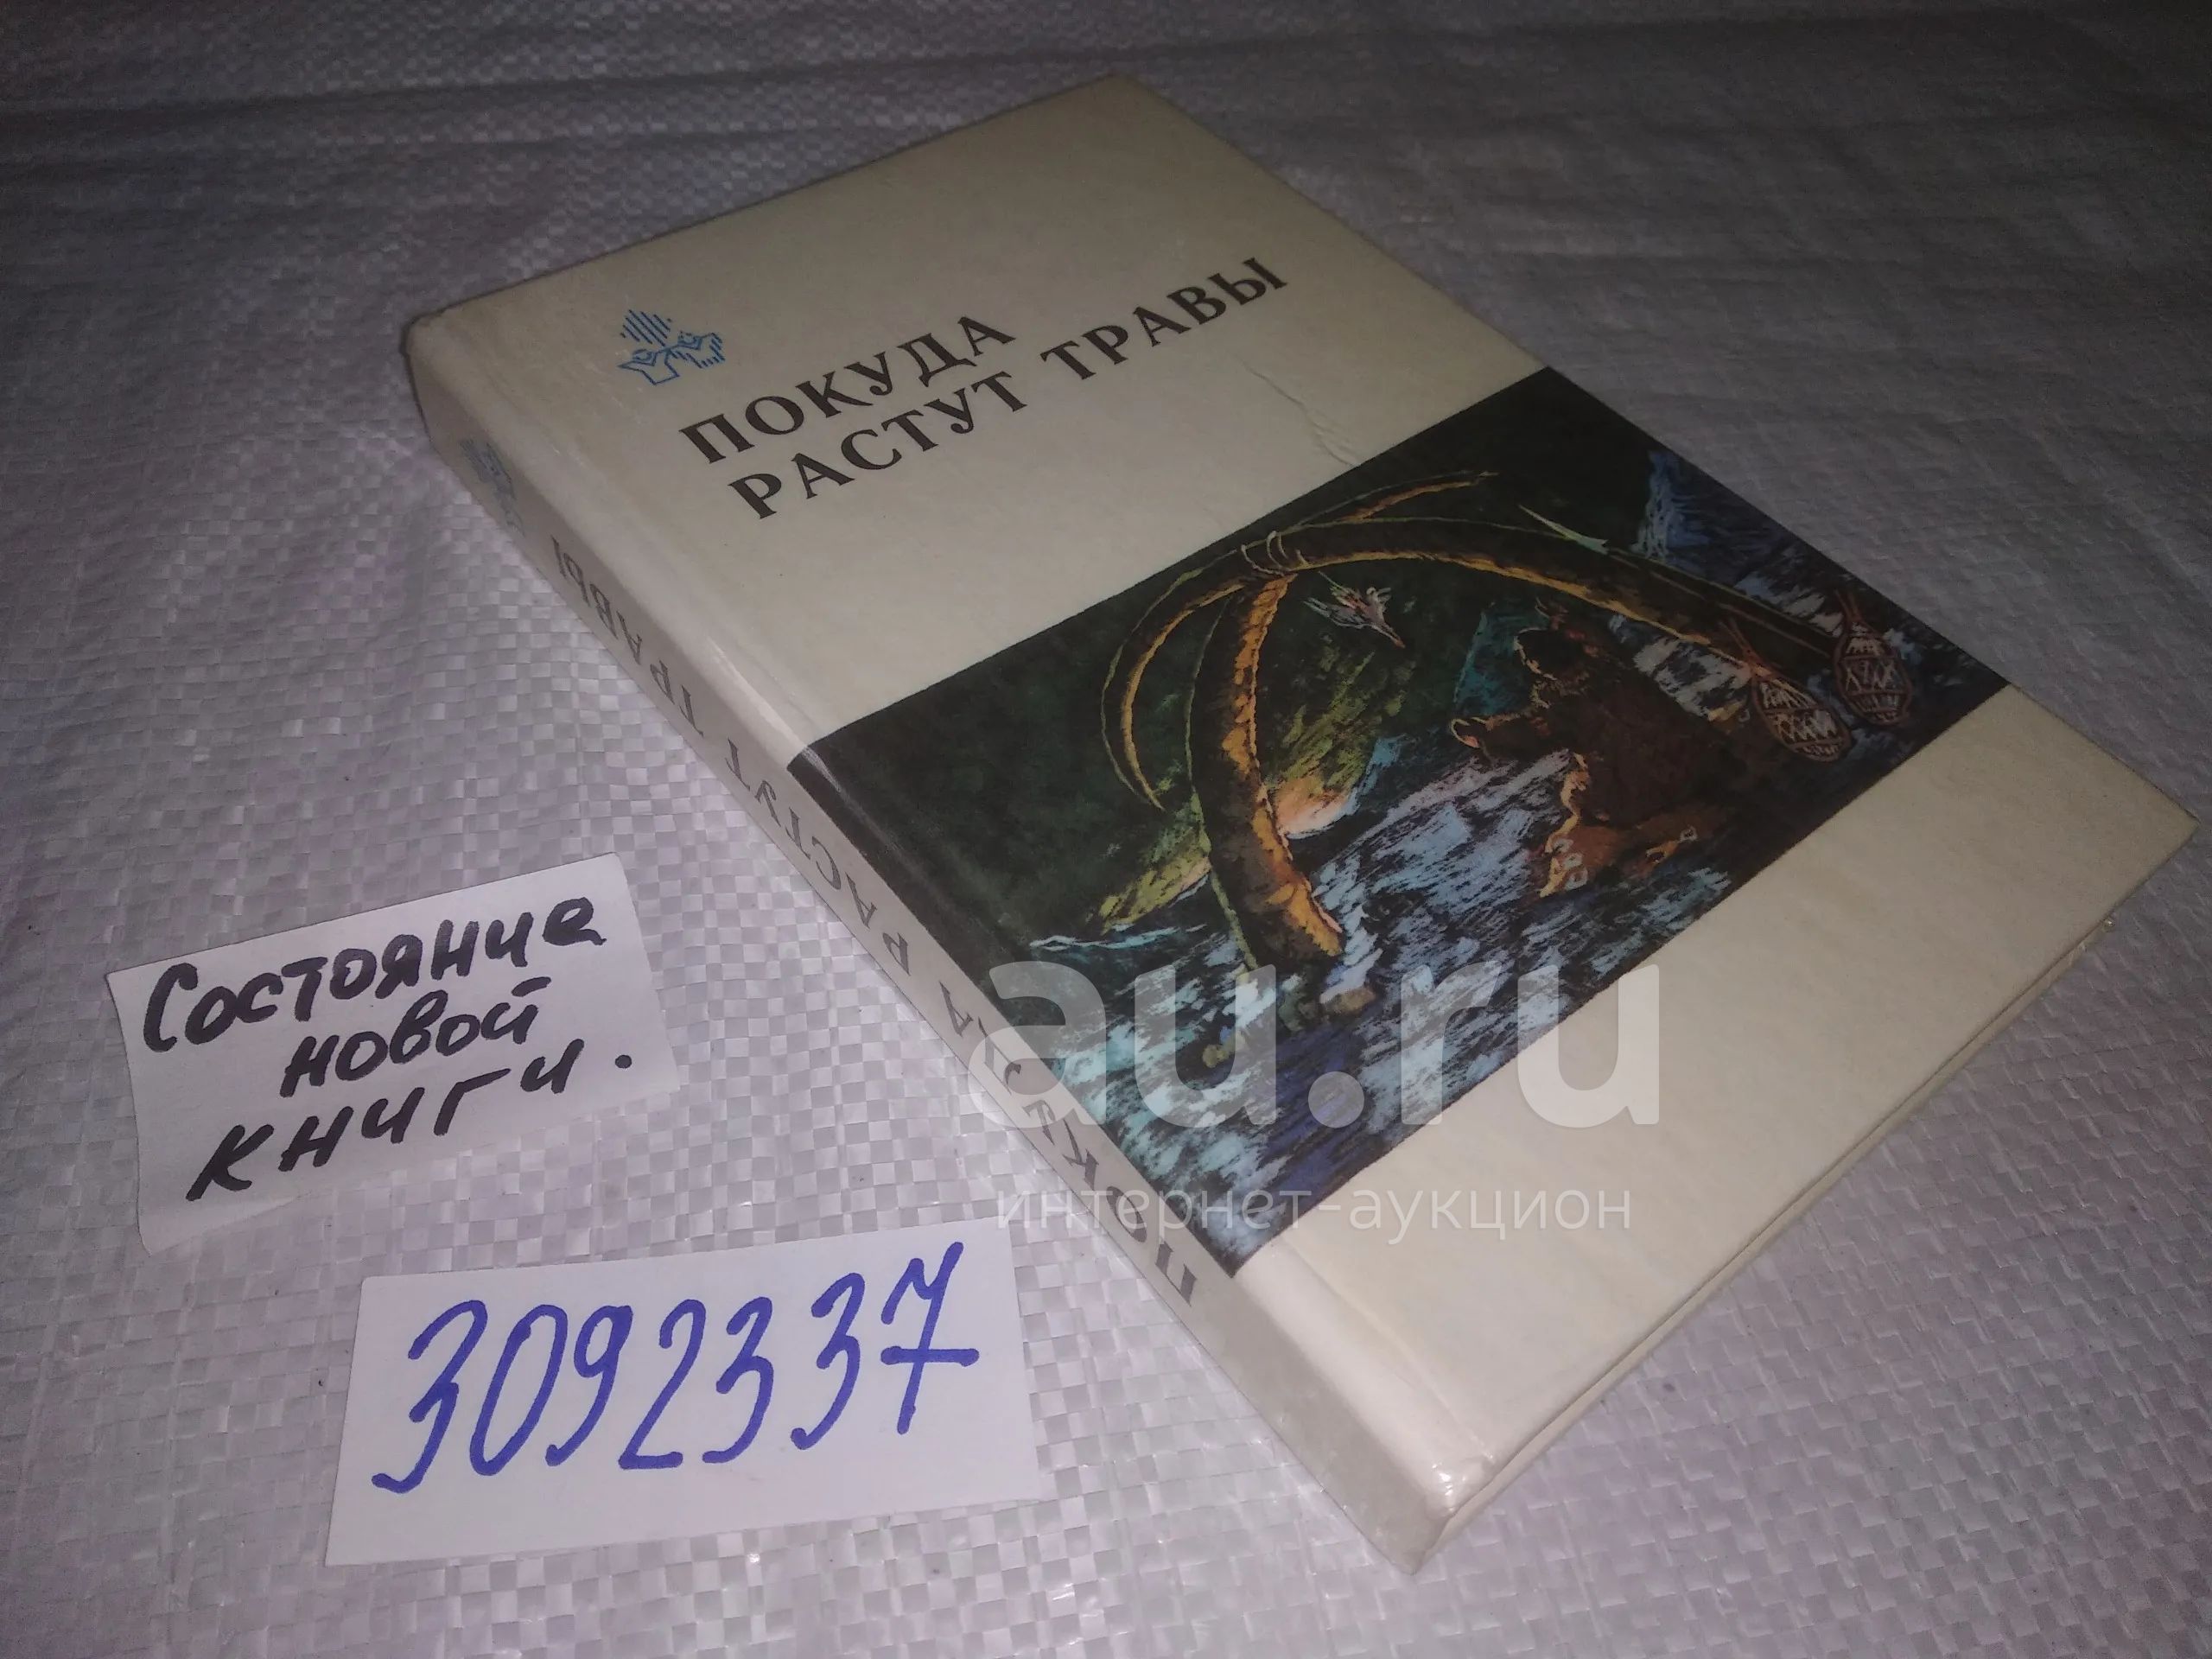 ПОКУДА
РАСТУТ ТРАВЫ
ПОКУДА РАСТУТ ТРАВЫ
Состояние
новой
книги.
3092337
au.ru
интернет-аукцион